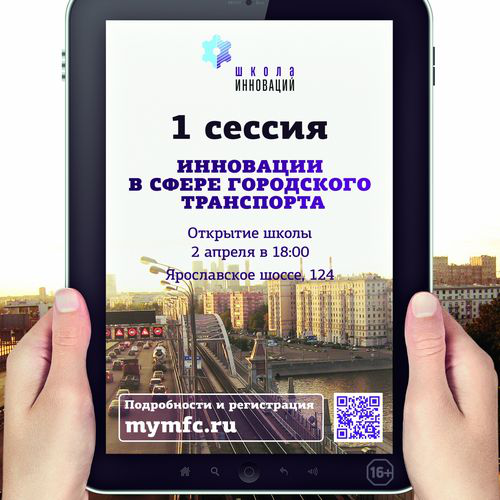 школа
ИННОВАЦИЙ
1 сессия
ИННОВАЦИИ
В СФЕРЕ ГОРОДСКОГО
ТРАНСПОРТА
Открытие школы
2 апреля в 18:00
Ярославское шоссе, 124
Подробности и регистрация
mymfc.ru
16+